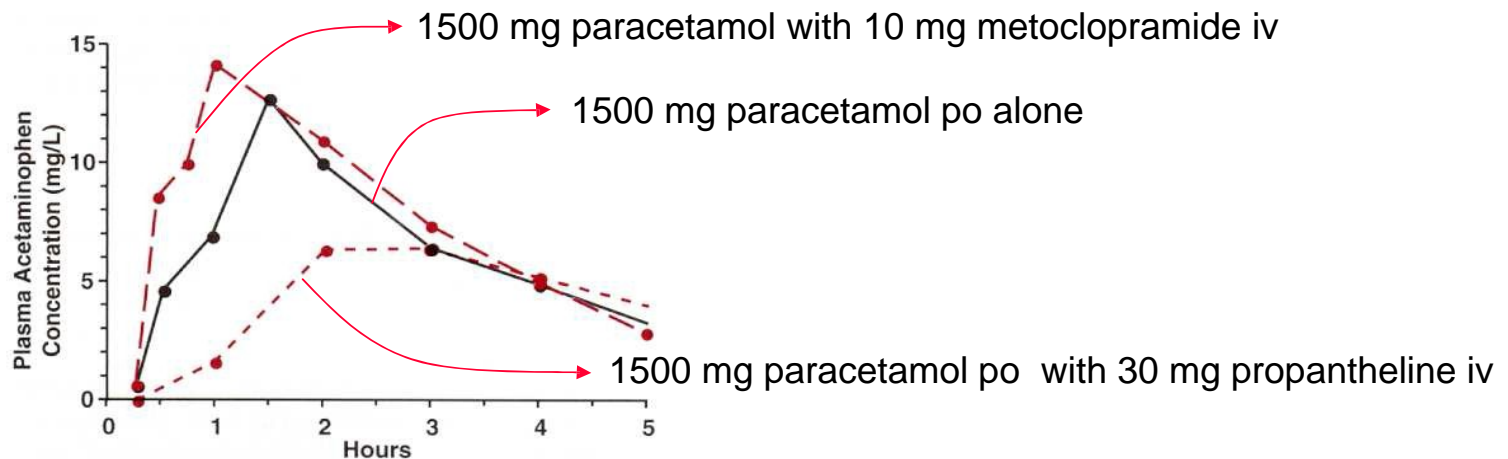 1500 mg paracetamol with 10 mg metoclopramide iv
15
1500 mg paracetamol po alone
10
Plasma Acetaminophen
Concentration (mg/L)
5
1500 mg paracetamol po with 30 mg propantheline iv
0
0 1 2 3 4 5
Hours